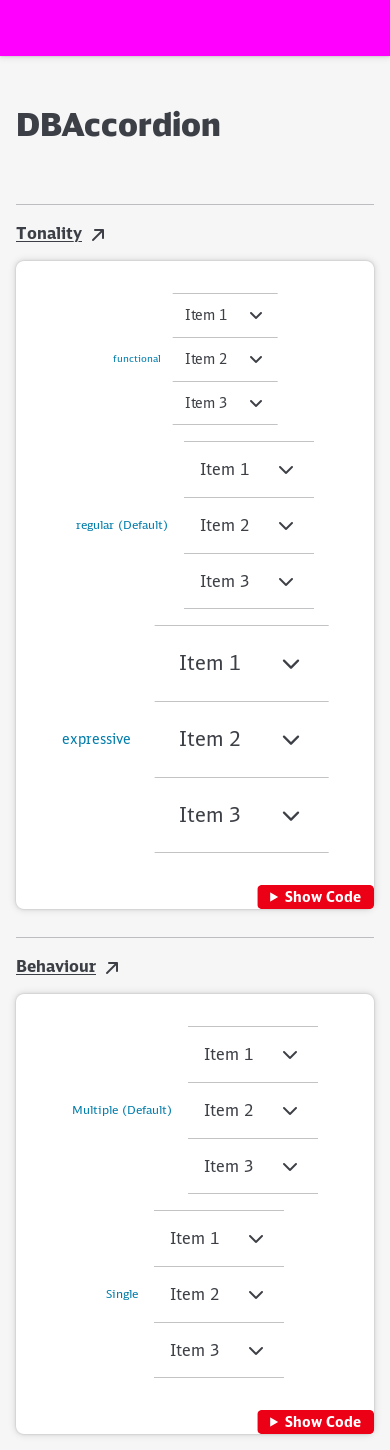 DBAccordion
Tonality
Item 1
functional
Item 2
Item 3
Item 1
regular (Default)
Item 2
Item 3
Item 1
expressive
Item 2
Item 3
Show Code
Behaviour
Item 1
Multiple (Default)
Item 2
Item 3
Item 1
Single
Item 2
Item 3
Show Code